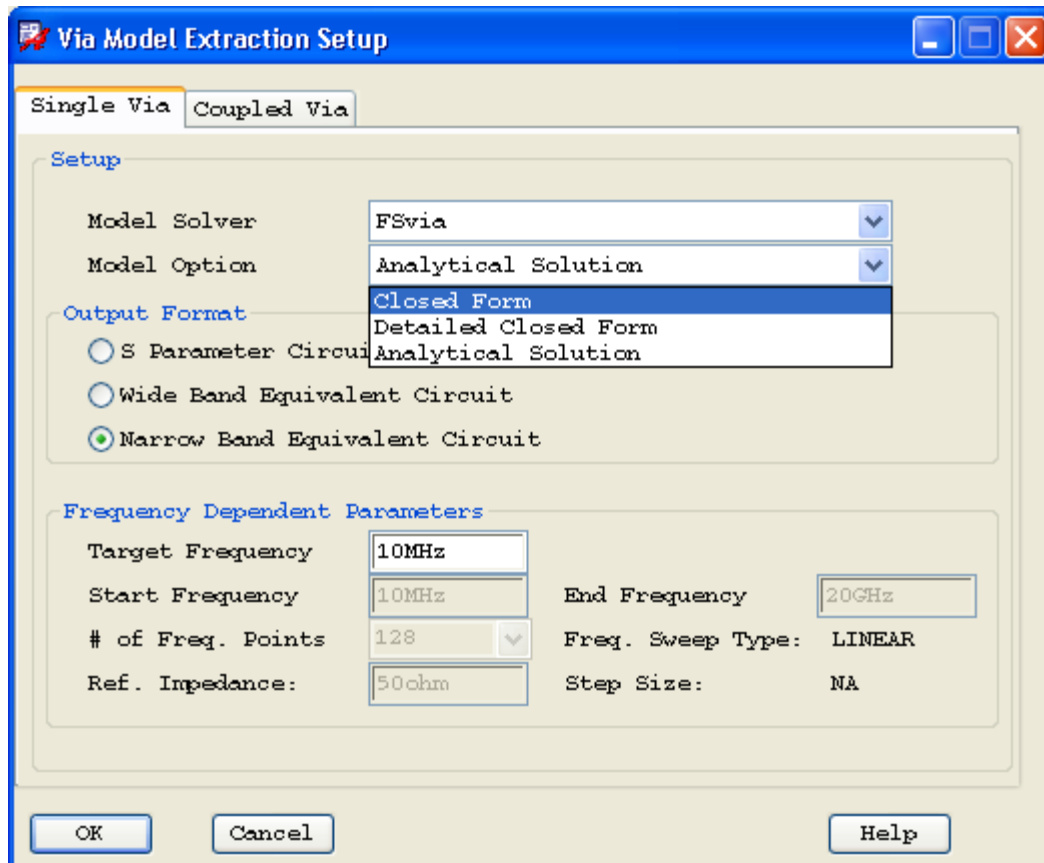 Via Model Extraction Setup
Single Via
Coupled Via
Setup
Model Solver
FSvia
Model Option
Analytical Solution
Closed Form
Detailed Closed Form
Analytical Solution
Output Format
S Parameter Circui
Wide Band Equivalent Circuit
Narrow Band Equivalent Circuit
Frequency Dependent Parameters
Target Frequency
10MHz
Start Frequency
10MHz
End Frequency
20GHz
# of Freq. Points
128
Freq. Sweep Type:
LINEAR
Ref. Impedance:
50ohm
Step Size:
NA
OK
Cancel
Help